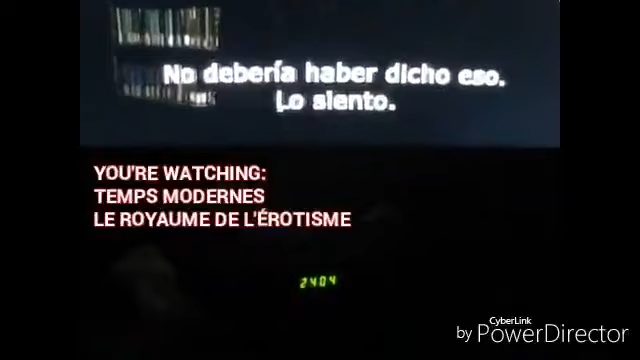 No debería haber dicho eso.
Lo siento.
YOU'RE WATCHING:
TEMPS MODERNES
LE ROYAUME DE L'ÉROTISME
2404
CyberLink
by PowerDirector